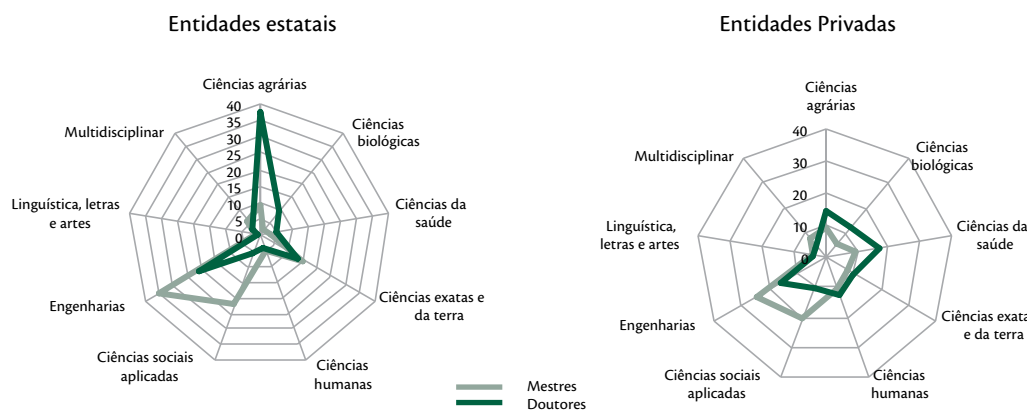 Entidades estatais
Ciências agrárias
40
35
30
25
20
15
10
5
0
Ciências
biológicas
Ciências da
saúde
Ciências exatas e
da terra
Ciências
humanas
Ciências sociais
aplicadas
Engenharias
Linguística, letras
e artes
Multidisciplinar
Entidades Privadas
Ciências
agrárias
40
30
20
10
0
Ciências
biológicas
Ciências da
saúde
Ciências exata
e da terra
Ciências
humanas
Ciências sociais
aplicadas
Engenharias
Linguística,
letras e artes
Multidisciplinar
Mestres
Doutores